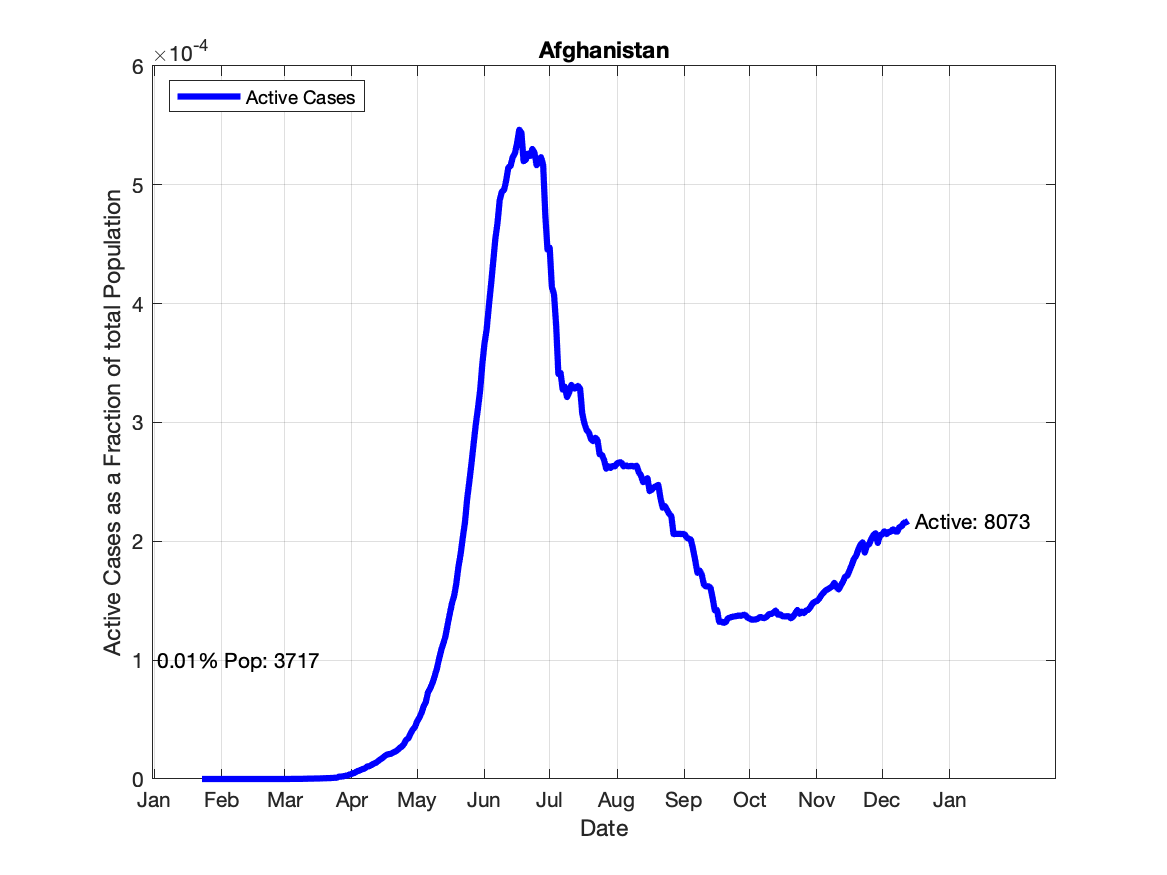 Afghanistan
×10⁻⁴
Active Cases
6
5
4
3
2
1
0
Active Cases as a Fraction of total Population
Active: 8073
0.01% Pop: 3717
Jan Feb Mar Apr May Jun Jul Aug Sep Oct Nov Dec Jan
Date